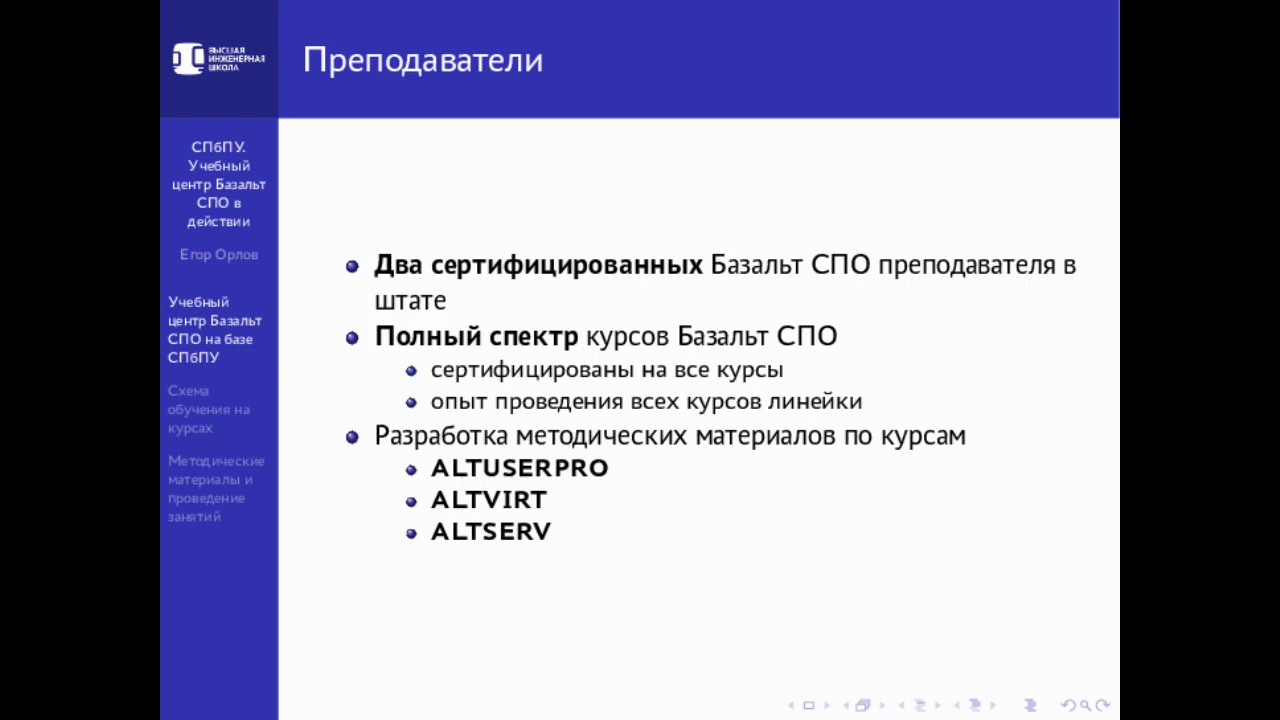 ВЫСШАЯ
ИНЖЕНЕРНАЯ
ШКОЛА
Преподаватели
СПбПУ.
Учебный
центр Базальт
СПО в
действии
Егор Орлов
Учебный
центр Базальт
СПО на базе
СПбПУ
Схема
обучения на
курсах
Методические
материалы и
проведение
занятий
Два сертифицированных Базальт СПО преподавателя в
штате
Полный спектр курсов Базальт СПО
сертифицированы на все курсы
опыт проведения всех курсов линейки
Разработка методических материалов по курсам
ALTUSERPRO
ALTVIRT
ALTSERV